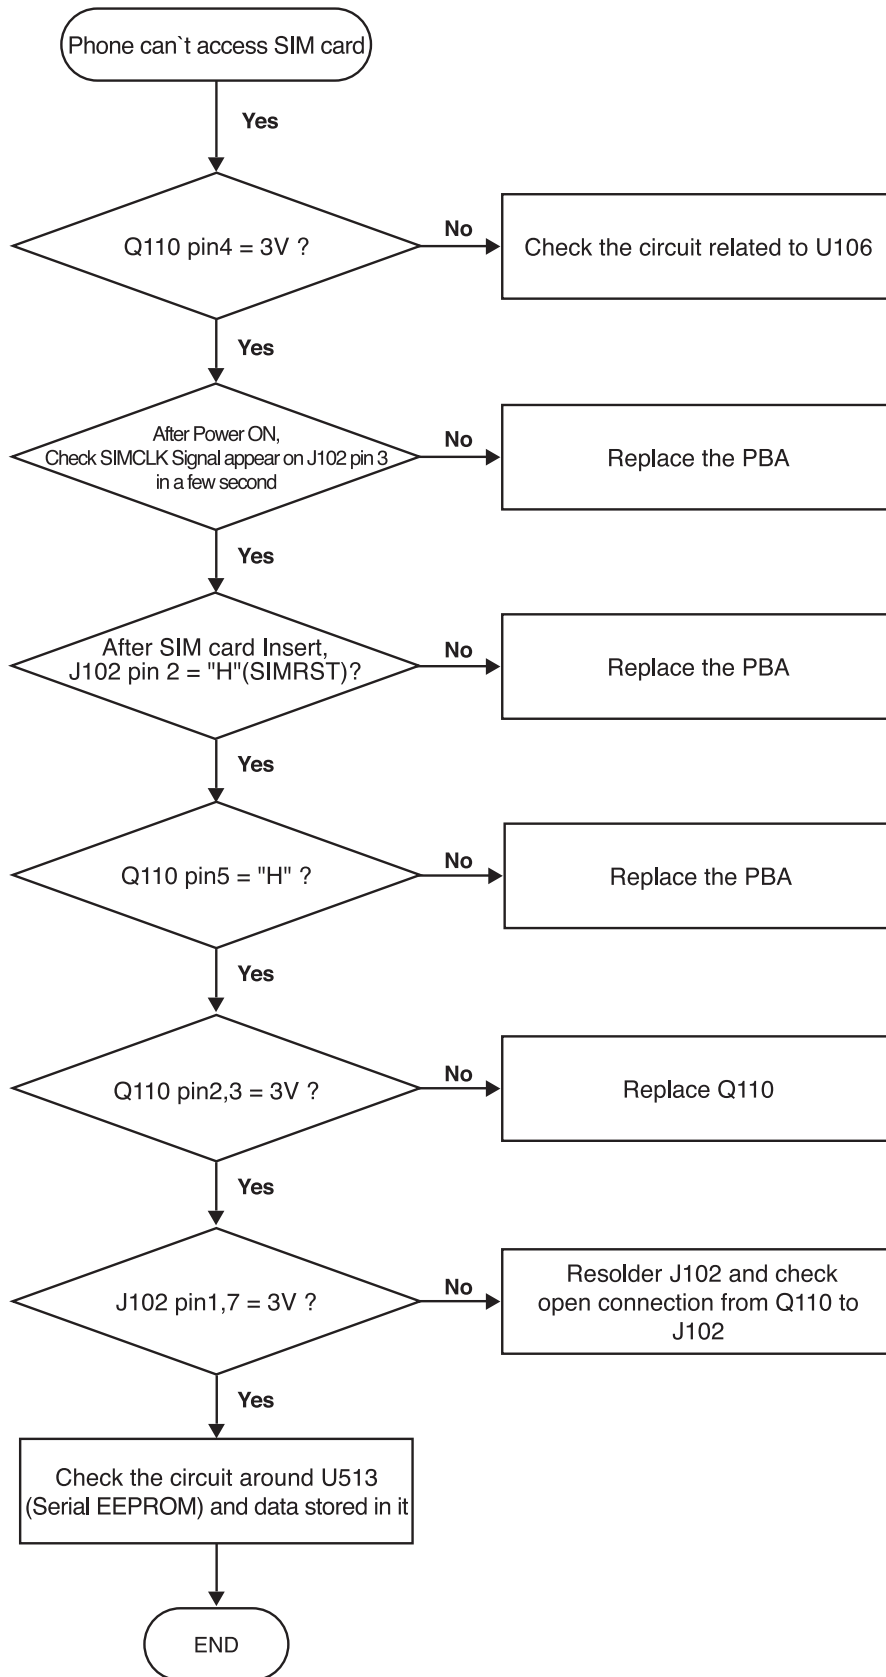 Phone can`t access SIM card
Yes
Q110 pin4 = 3V ?
No
Check the circuit related to U106
Yes
After Power ON,
Check SIMCLK Signal appear on J102 pin 3
in a few second
No
Replace the PBA
Yes
After SIM card Insert,
J102 pin 2 = "H"(SIMRST)?
No
Replace the PBA
Yes
Q110 pin5 = "H" ?
No
Replace the PBA
Yes
Q110 pin2,3 = 3V ?
No
Replace Q110
Yes
J102 pin1,7 = 3V ?
No
Resolder J102 and check
open connection from Q110 to
J102
Yes
Check the circuit around U513
(Serial EEPROM) and data stored in it
END